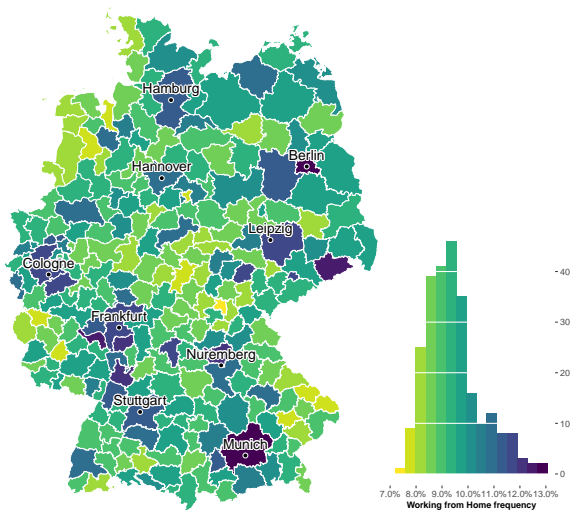 Hamburg
Berlin
Hannover
Leipzig
Cologne
Frankfurt
Nuremberg
Stuttgart
Munich
40
30
20
10
0
7.0% 8.0% 9.0% 10.0% 11.0% 12.0% 13.0%
Working from Home frequency